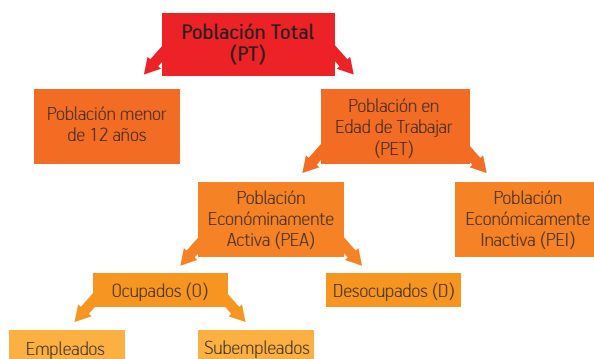 Población Total
(PT)
Población menor
de 12 años
Población en
Edad de Trabajar
(PET)
Población
Económinamente
Activa (PEA)
Población
Económicamente
Inactiva (PEI)
Ocupados (O)
Desocupados (D)
Empleados
Subempleados